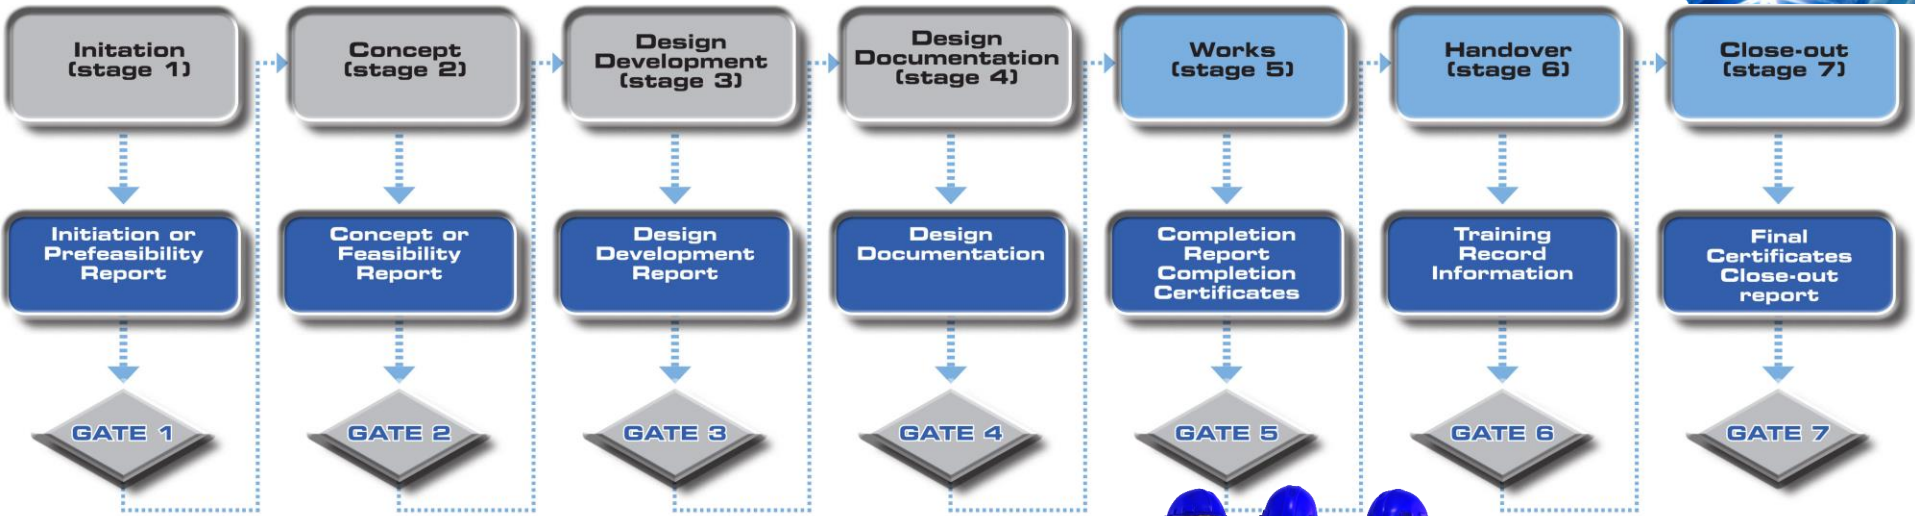 Initation
(stage 1)
Concept
(stage 2)
Design
Development
(stage 3)
Design
Documentation
(stage 4)
Works
(stage 5)
Handover
(stage 6)
Close-out
(stage 7)
Initiation or
Prefeasibility
Report
Concept or
Feasibility
Report
Design
Development
Report
Design
Documentation
Completion
Report
Completion
Certificates
Training
Record
Information
Final
Certificates
Close-out
report
GATE 1
GATE 2
GATE 3
GATE 4
GATE 5
GATE 6
GATE 7